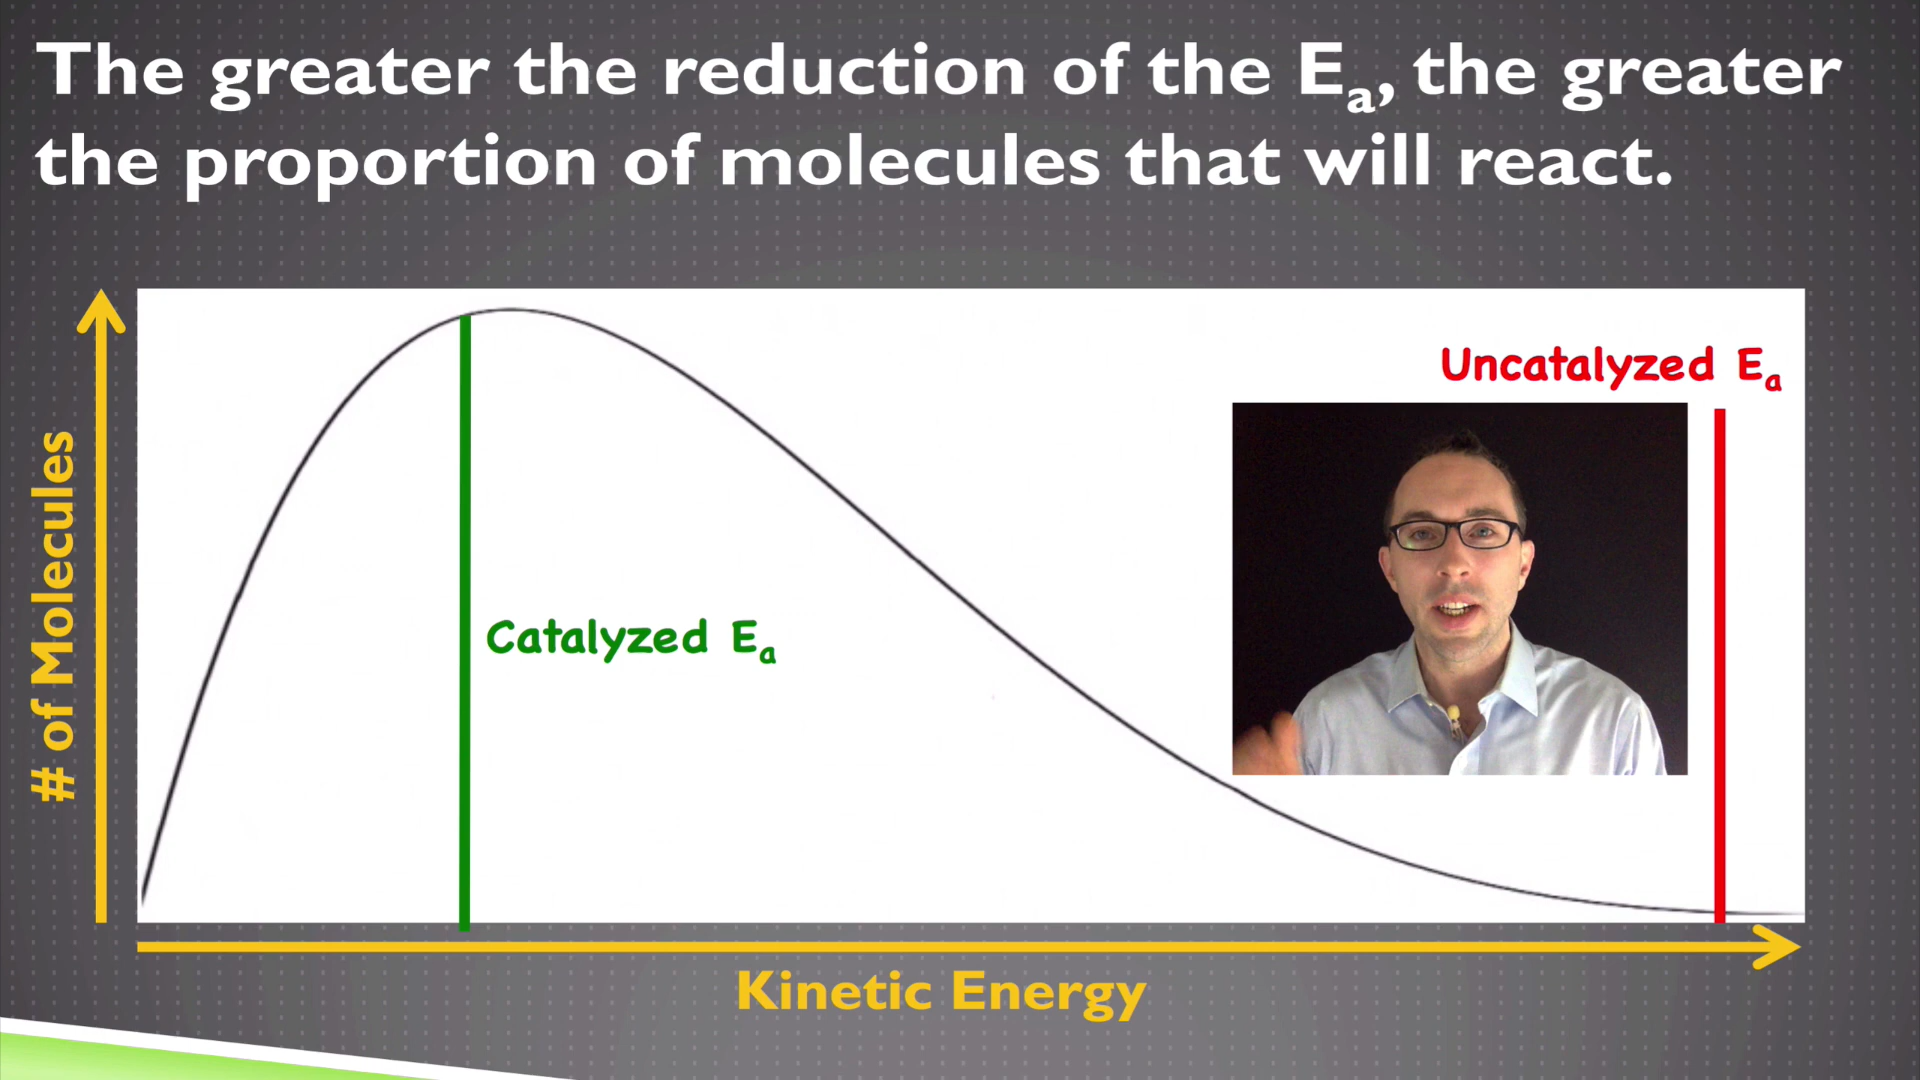 The greater the reduction of the Eₐ, the greater
the proportion of molecules that will react.
Uncatalyzed Eₐ
Catalyzed Eₐ
# of Molecules
Kinetic Energy